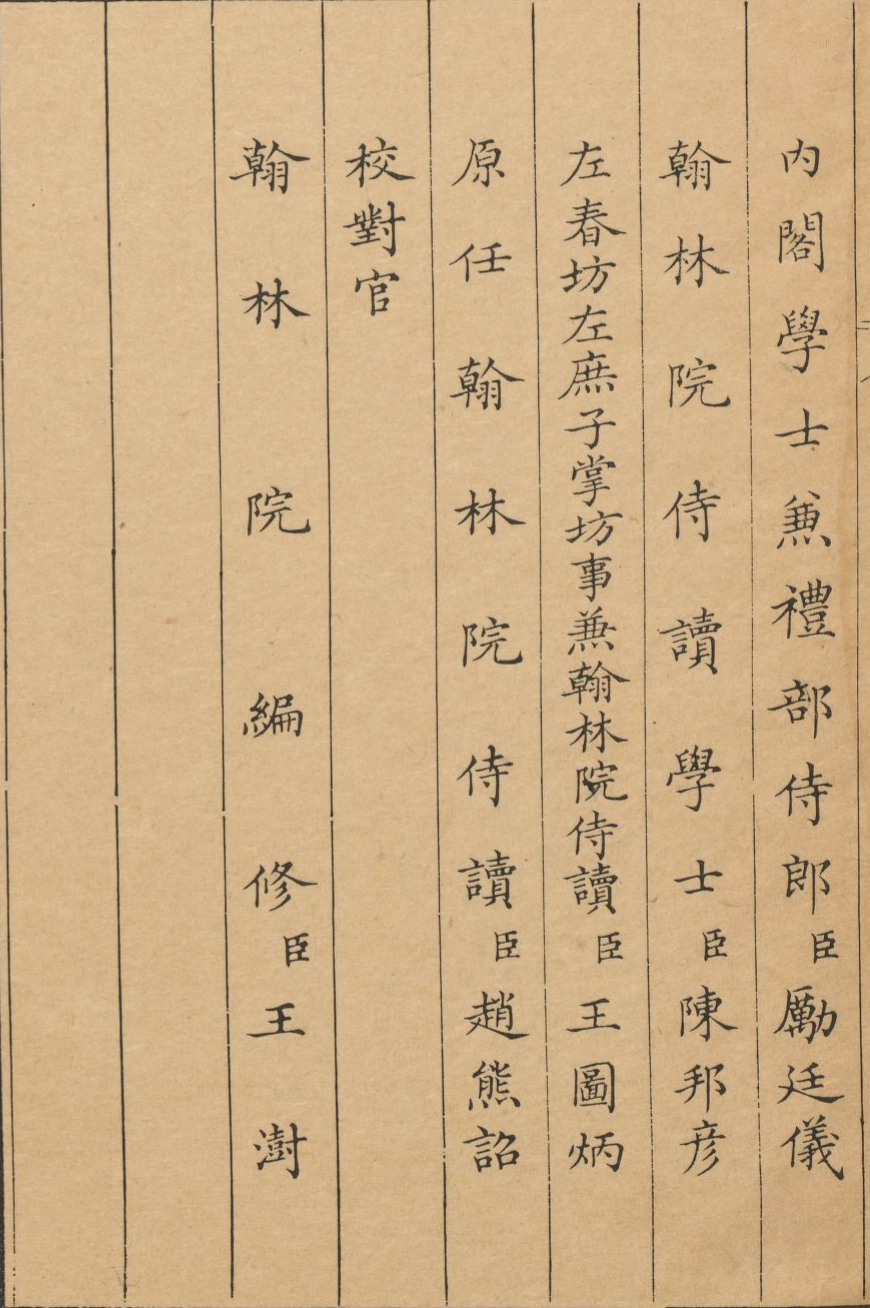 內閣學士兼禮部侍郎臣勵廷儀
翰林院侍讀學士臣陳邦彥
左春坊左庶子掌坊事兼翰林院侍讀臣王圖炳
原任翰林院侍讀臣趙熊詔
校對官
翰林院編修臣王澍